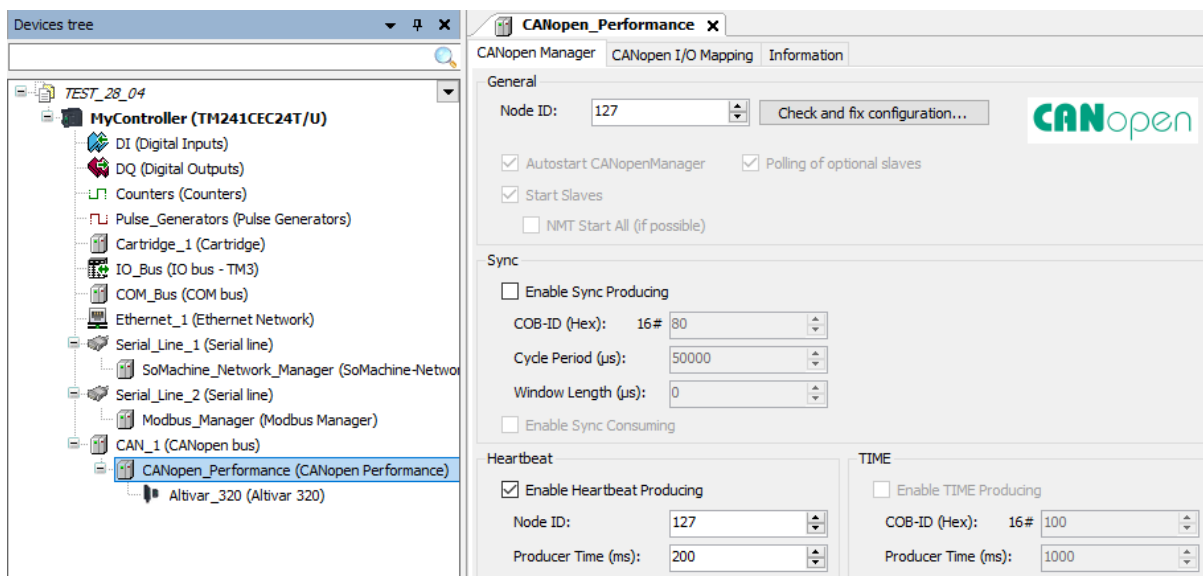 Devices tree
TEST_28_04
MyController (TM241CEC24T/U)
DI (Digital Inputs)
DQ (Digital Outputs)
Counters (Counters)
Pulse_Generators (Pulse Generators)
Cartridge_1 (Cartridge)
IO_Bus (IO bus - TM3)
COM_Bus (COM bus)
Ethernet_1 (Ethernet Network)
Serial_Line_1 (Serial line)
SoMachine_Network_Manager (SoMachine-Networ
Serial_Line_2 (Serial line)
Modbus_Manager (Modbus Manager)
CAN_1 (CANopen bus)
CANopen_Performance (CANopen Performance)
Altivar_320 (Altivar 320)
CANopen_Performance
CANopen Manager CANopen I/O Mapping Information
General
Node ID: 127 Check and fix configuration...
CANopen
Autostart CANopenManager Polling of optional slaves
Start Slaves
NMT Start All (if possible)
Sync
Enable Sync Producing
COB-ID (Hex): 16# 80
Cycle Period (µs): 50000
Window Length (µs): 0
Enable Sync Consuming
Heartbeat
Enable Heartbeat Producing
Node ID: 127
Producer Time (ms): 200
TIME
Enable TIME Producing
COB-ID (Hex): 16# 100
Producer Time (ms): 1000